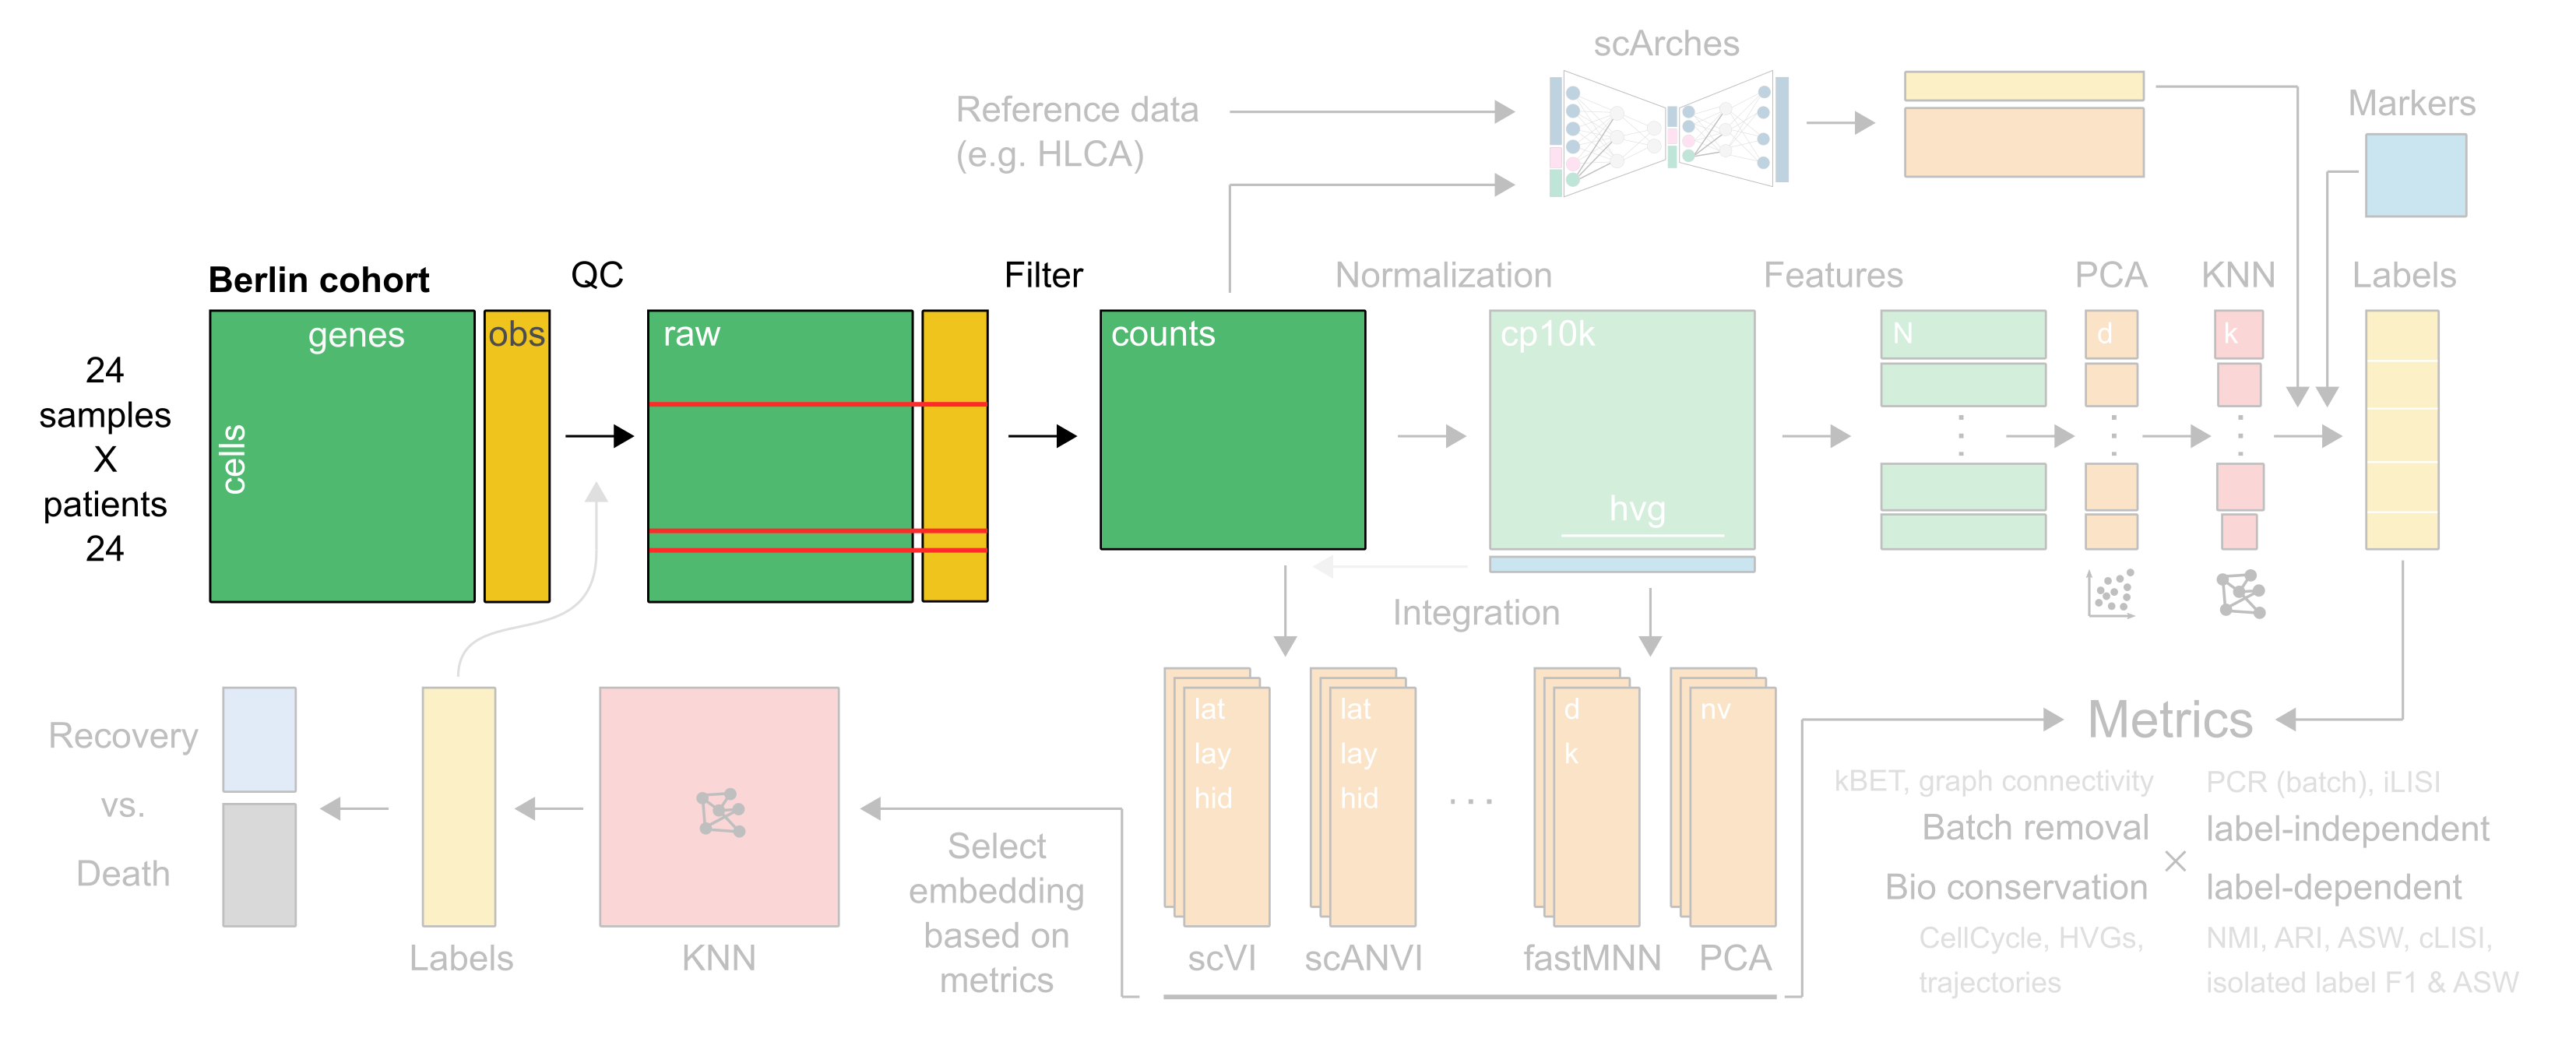 scArches
Reference data
(e.g. HLCA)
Markers
Berlin cohort
QC
Filter
Normalization
Features
PCA
KNN
Labels
genes
obs
raw
counts
cp10k
N
d
k
24
samples
X
patients
24
cells
hvg
Integration
Recovery
vs.
Death
Labels
KNN
Select
embedding
based on
metrics
lat
lay
hid
scVI
lat
lay
hid
scANVI
...
d
k
fastMNN
nv
PCA
Metrics
kBET, graph connectivity
PCR (batch), iLISI
Batch removal
label-independent
×
Bio conservation
label-dependent
CellCycle, HVGs,
trajectories
NMI, ARI, ASW, cLISI,
isolated label F1 & ASW